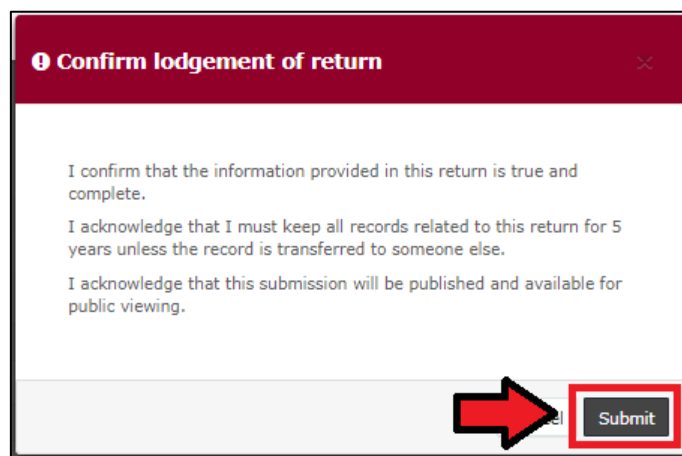 Confirm lodgement of return
I confirm that the information provided in this return is true and
complete.
I acknowledge that I must keep all records related to this return for 5
years unless the record is transferred to someone else.
I acknowledge that this submission will be published and available for
public viewing.
Submit